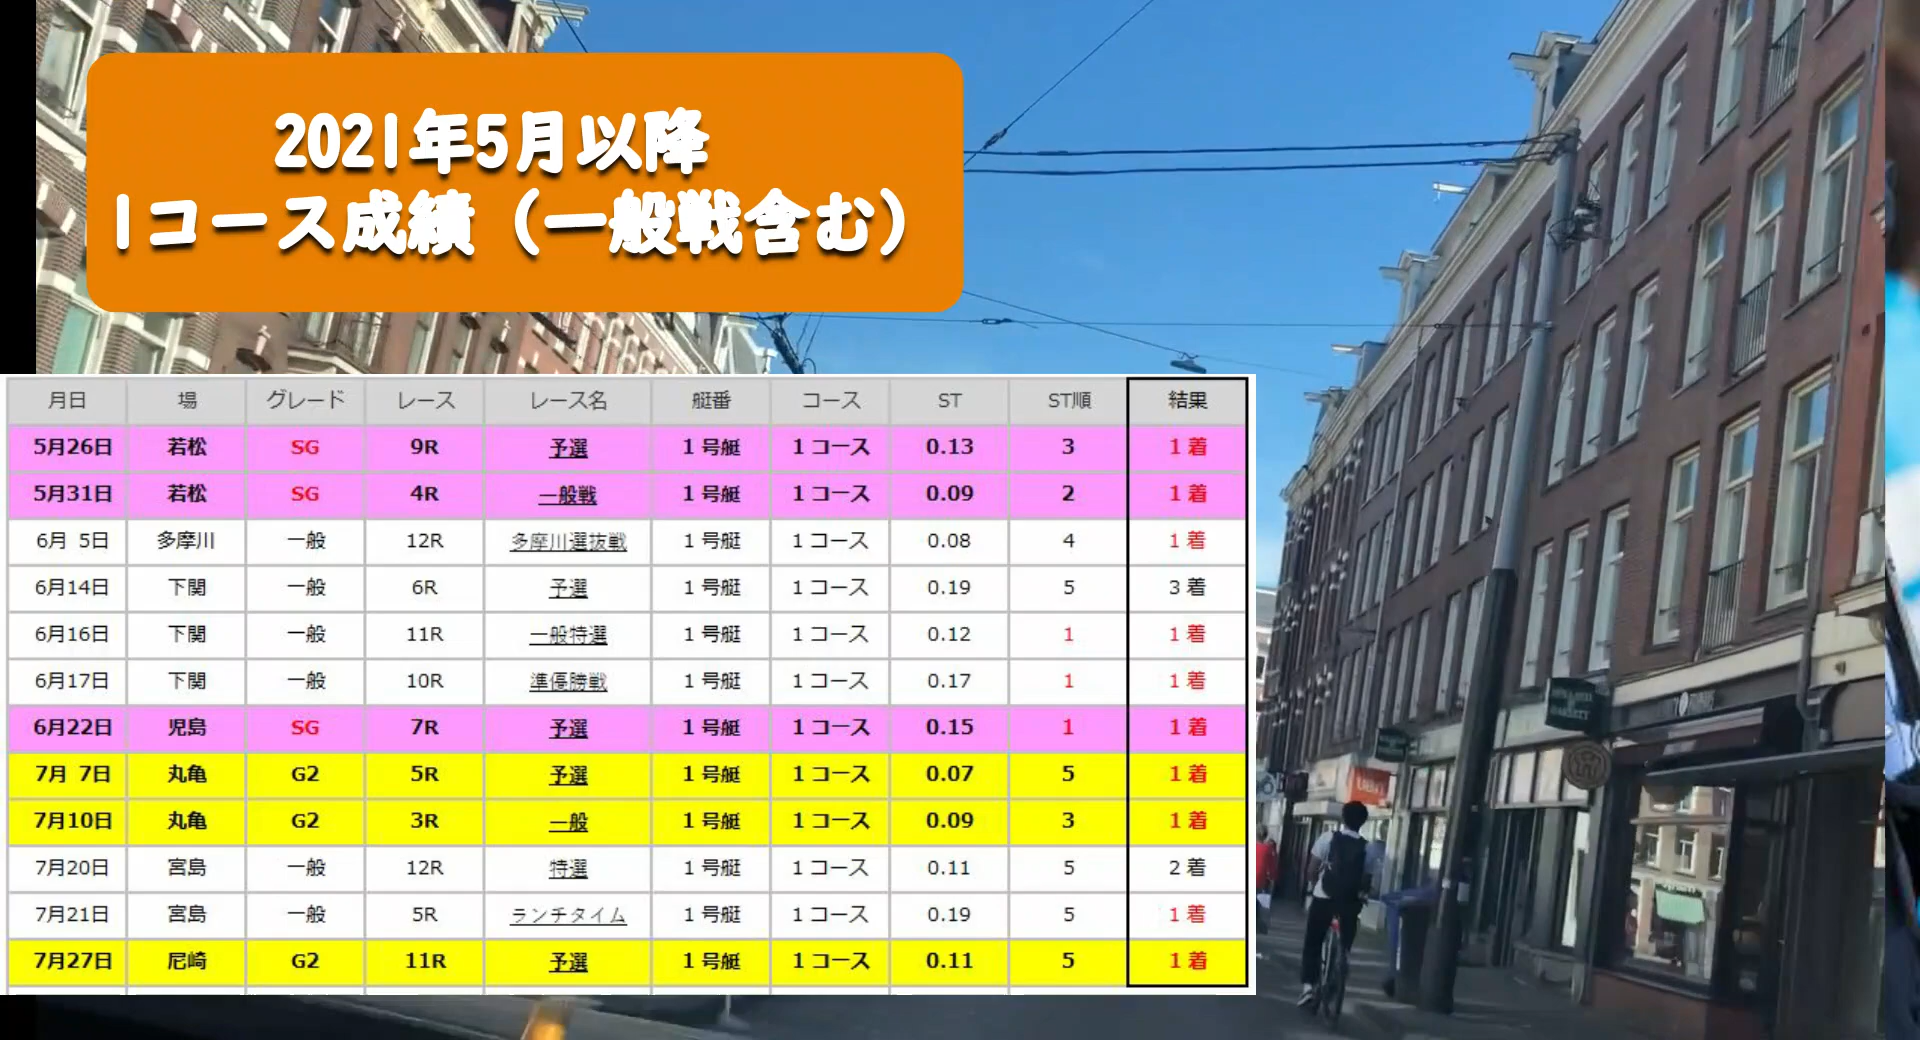 2021年5月以降
1コース成績（一般戦含む）
月日 場 グレード レース レース名 艇番 コース ST ST順 結果
5月26日 若松 SG 9R 予選 1号艇 1コース 0.13 3 1着
5月31日 若松 SG 4R 一般戦 1号艇 1コース 0.09 2 1着
6月 5日 多摩川 一般 12R 多摩川選抜戦 1号艇 1コース 0.08 4 1着
6月14日 下関 一般 6R 予選 1号艇 1コース 0.19 5 3着
6月16日 下関 一般 11R 一般特選 1号艇 1コース 0.12 1 1着
6月17日 下関 一般 10R 準優勝戦 1号艇 1コース 0.17 1 1着
6月22日 児島 SG 7R 予選 1号艇 1コース 0.15 1 1着
7月 7日 丸亀 G2 5R 予選 1号艇 1コース 0.07 5 1着
7月10日 丸亀 G2 3R 一般 1号艇 1コース 0.09 3 1着
7月20日 宮島 一般 12R 特選 1号艇 1コース 0.11 5 2着
7月21日 宮島 一般 5R ランチタイム 1号艇 1コース 0.19 5 1着
7月27日 尼崎 G2 11R 予選 1号艇 1コース 0.11 5 1着